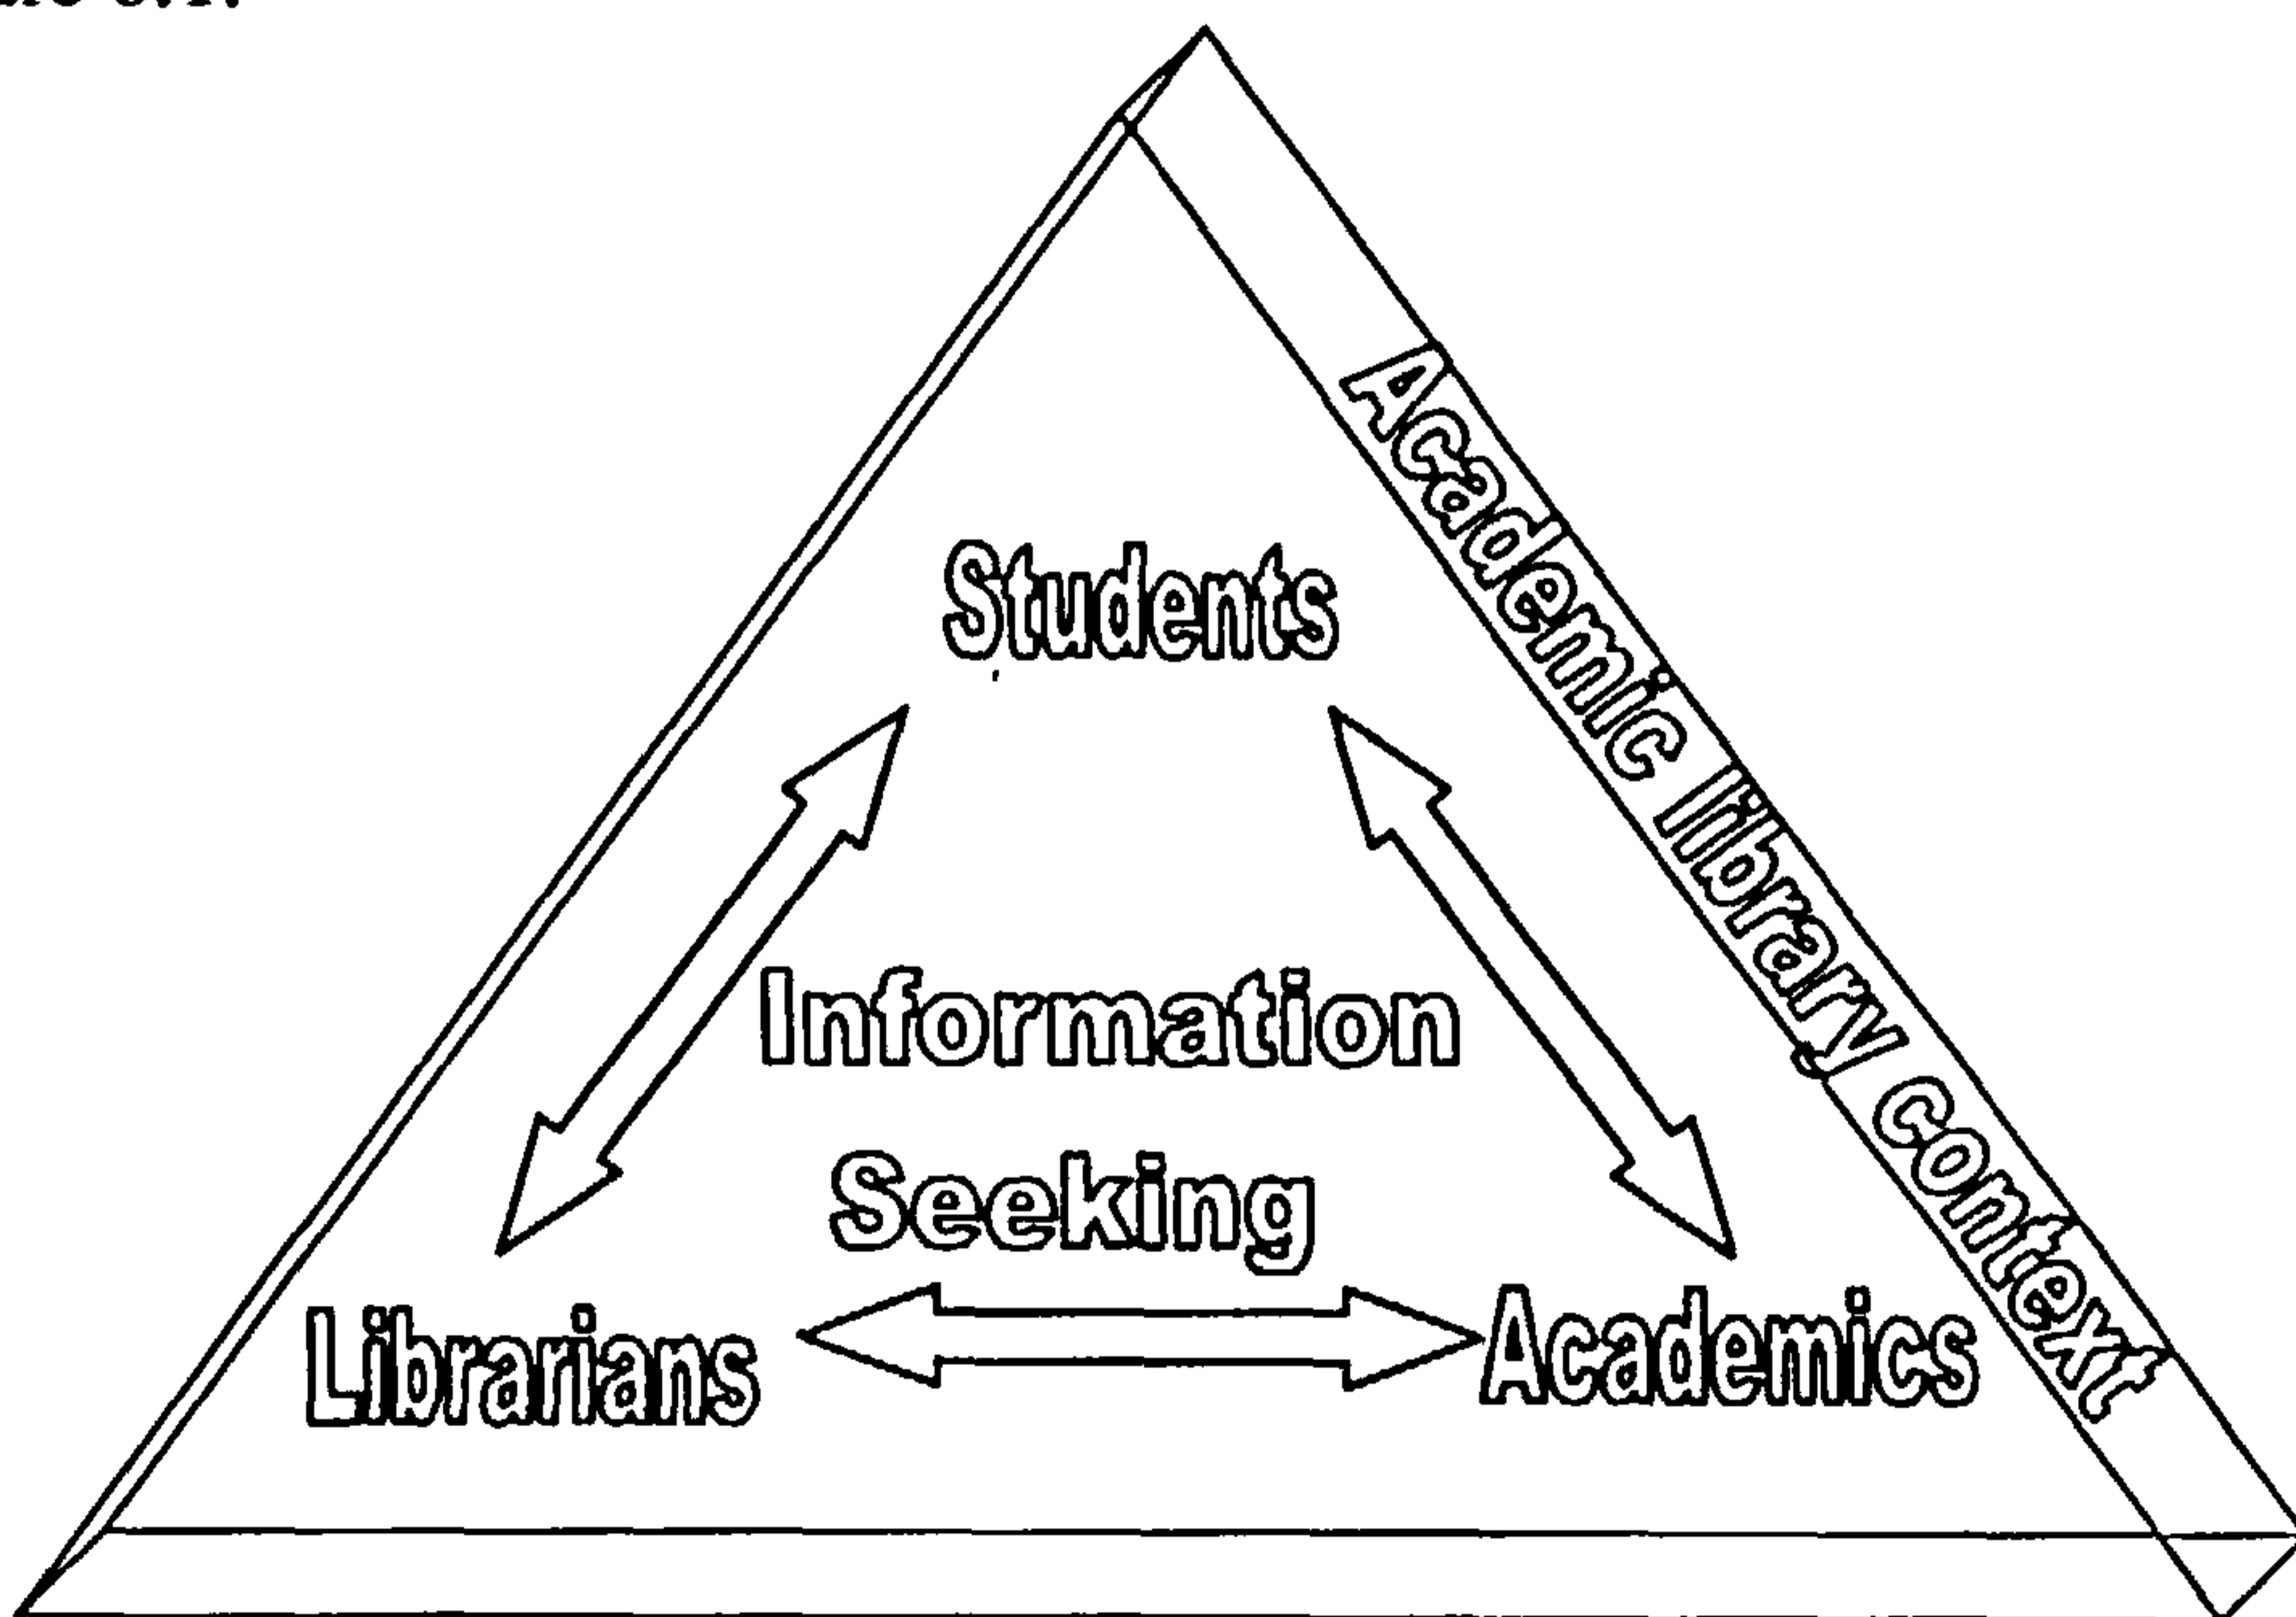 Students
Academic library context
Information
Seeking
Librarians
Academics